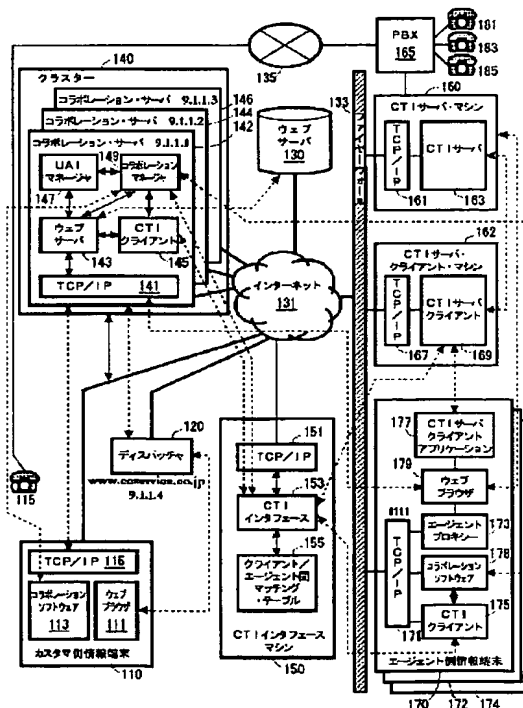 140
クラスター
コラボレーション・サーバ 9.1.1.3
146
コラボレーション・サーバ 9.1.1.2
144
コラボレーション・サーバ 9.1.1.1
142
UAI
マネージャ
147
149
コラボレーション
マネージャ
ウェブ
サーバ
143
CTI
クライアント
145
TCP/IP 141
135
ウェブ
サーバ
130
133
ファイヤーウォール
インターネット
131
PBX
165
181
183
185
160
CTIサーバ・マシン
TCP/IP
161
CTIサーバ
163
162
CTIサーバ・
クライアント・マシン
TCP/IP
167
CTIサーバ
クライアント
169
177
CTIサーバ
クライアント
アプリケーション
179
ウェブ
ブラウザ
エージェント
プロキシー
173
コラボレーション
ソフトウェア
178
CTI
クライアント
175
TCP/IP
171
エージェント側情報端末
170
172
174
120
ディスパッチャ
9.1.1.4
115
TCP/IP 116
コラボレーション
ソフトウェア
113
ウェブ
ブラウザ
111
カスタマ側情報端末
110
151
TCP/IP
153
CTI
インタフェース
155
クライアント/
エージェント間
マッチング・
テーブル
CTIインタフェース
マシン
150